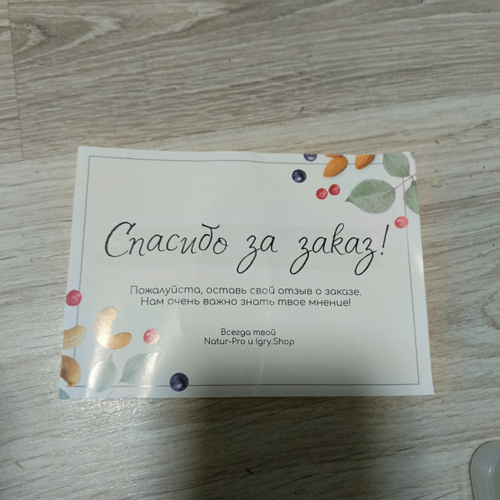 Спасибо за заказ!
Пожалуйста, оставь свой отзыв о заказе.
Нам очень важно знать твое мнение!
Всегда твой
Natur-Pro и Igry.Shop